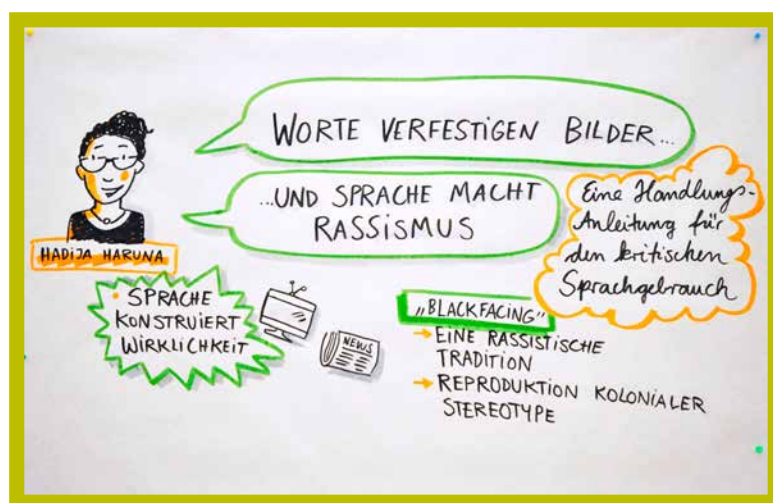 WORTE VERFESTIGEN BILDER...
...UND SPRACHE MACHT
RASSISMUS
Eine Handlungs-
Anleitung für
den kritischen
Sprachgebrauch
HADIJA HARUNA
• SPRACHE
KONSTRUIERT
WIRKLICHKEIT
NEWS
„BLACKFACING"
→ EINE RASSISTISCHE
TRADITION
→ REPRODUKTION KOLONIALER
STEREOTYPE